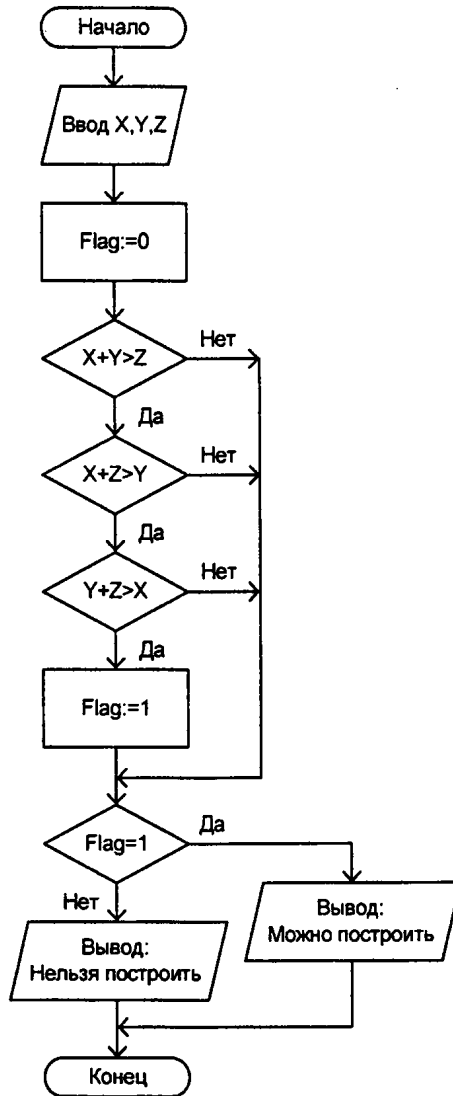 Начало
Ввод X,Y,Z
Flag:=0
X+Y>Z
Нет
Да
X+Z>Y
Нет
Да
Y+Z>X
Нет
Да
Flag:=1
Flag=1
Да
Нет
Вывод:
Можно построить
Вывод:
Нельзя построить
Конец